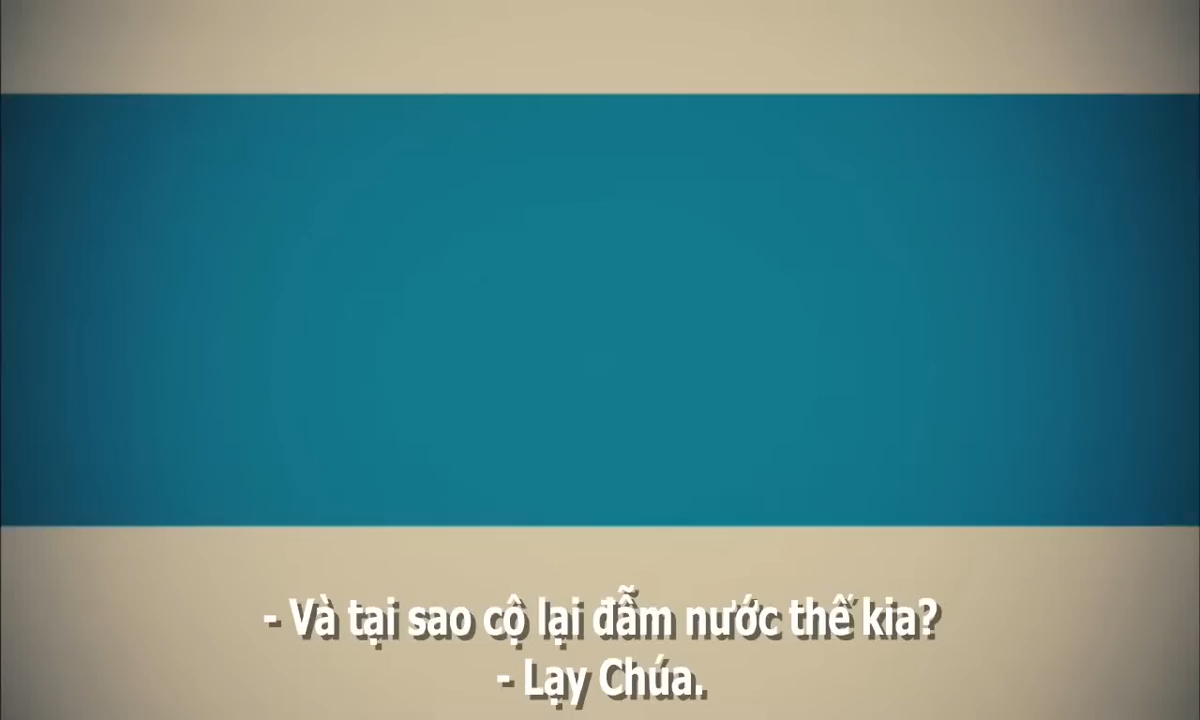 - Và tại sao cộ lại đẫm nước thế kia?
- Lạy Chúa.